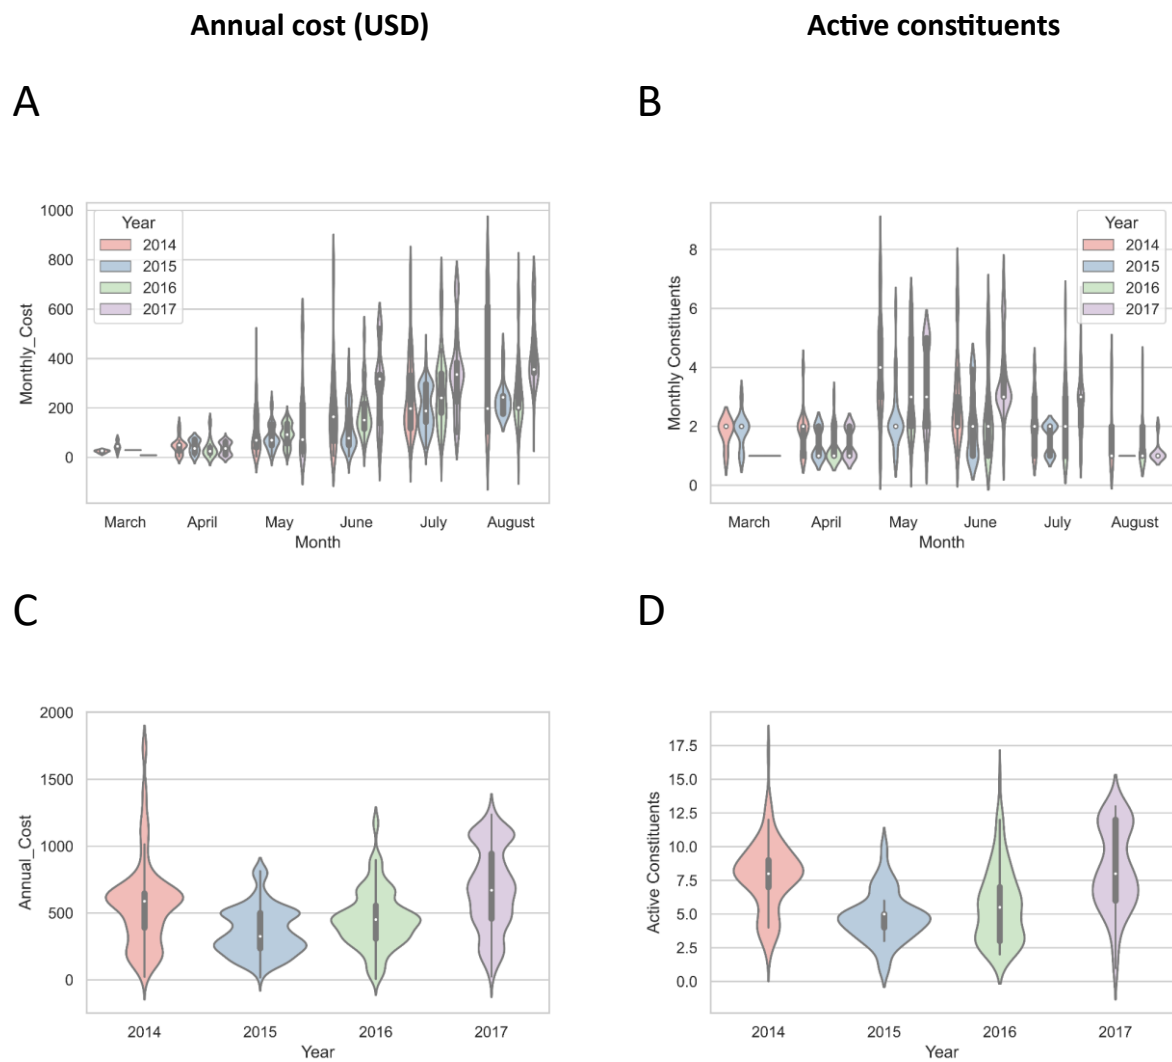 Annual cost (USD)
Active constituents
A
B
1000
800
600
400
200
0
Monthly_Cost
Year
2014
2015
2016
2017
March April May June July August
Month
8
6
4
2
0
Monthly Constituents
Year
2014
2015
2016
2017
March April May June July August
Month
C
D
2000
1500
1000
500
0
Annual_Cost
2014 2015 2016 2017
Year
17.5
15.0
12.5
10.0
7.5
5.0
2.5
0.0
Active Constituents
2014 2015 2016 2017
Year